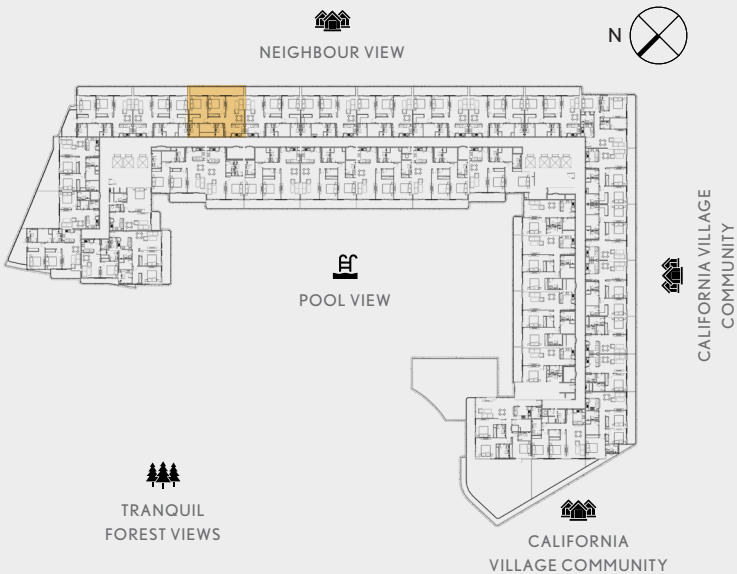 N
NEIGHBOUR VIEW
CALIFORNIA VILLAGE
COMMUNITY
POOL VIEW
TRANQUIL
FOREST VIEWS
CALIFORNIA
VILLAGE COMMUNITY